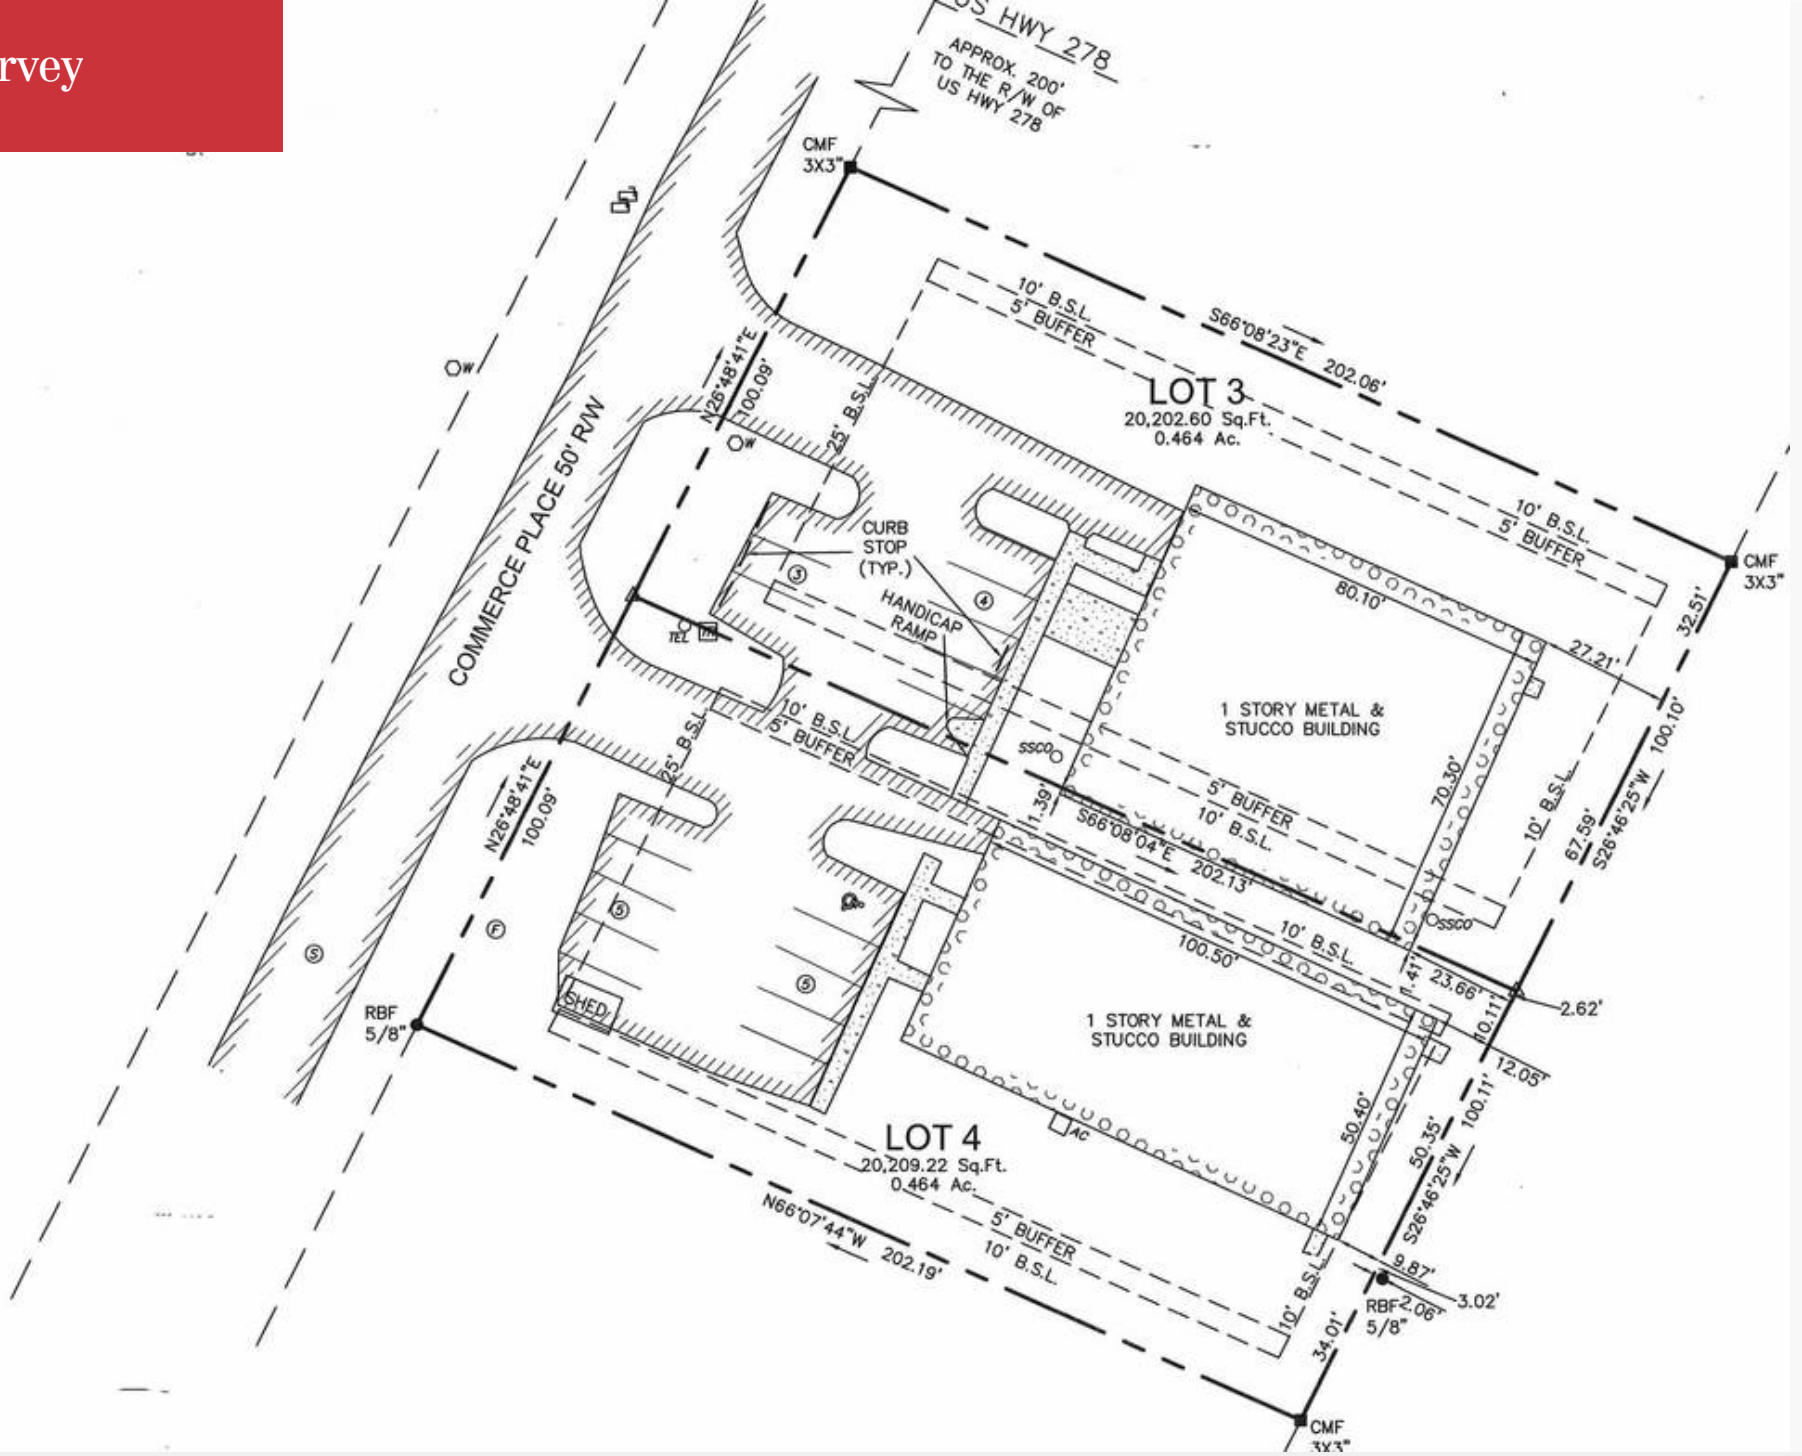 rvey
US HWY 278
APPROX. 200'
TO THE R/W OF
US HWY 278
CMF
3X3"
10' B.S.L.
5' BUFFER
S66°08'23"E 202.06'
LOT 3
20,202.60 Sq.Ft.
0.464 Ac.
10' B.S.L.
5' BUFFER
CMF
3X3"
W
N26°48'41"E
100.09'
W
25' B.S.L.
COMMERCE PLACE 50' R/W
CURB
STOP
(TYP.)
3
4
HANDICAP
RAMP
80.10'
27.21'
32.51'
TEL
1 STORY METAL &
STUCCO BUILDING
70.30'
100.10'
S26°46'25"W
67.59'
10' B.S.L.
10' B.S.L.
5' BUFFER
SSCO
1.39'
5' BUFFER
10' B.S.L.
S66°08'04"E
202.13'
SSCO
25' B.S.L.
N26°48'41"E
100.09'
10' B.S.L.
100.50'
1.41'
23.66'
2.62'
10.11'
12.05'
5
5
F
S
SHED
RBF
5/8"
1 STORY METAL &
STUCCO BUILDING
50.40'
100.11'
50.35'
S26°46'25"W
AC
LOT 4
20,209.22 Sq.Ft.
0.464 Ac.
N66°07'44"W 202.19'
5' BUFFER
10' B.S.L.
10' B.S.L.
9.87'
3.02'
2.06'
RBF
5/8"
34.01'
CMF
3X3"